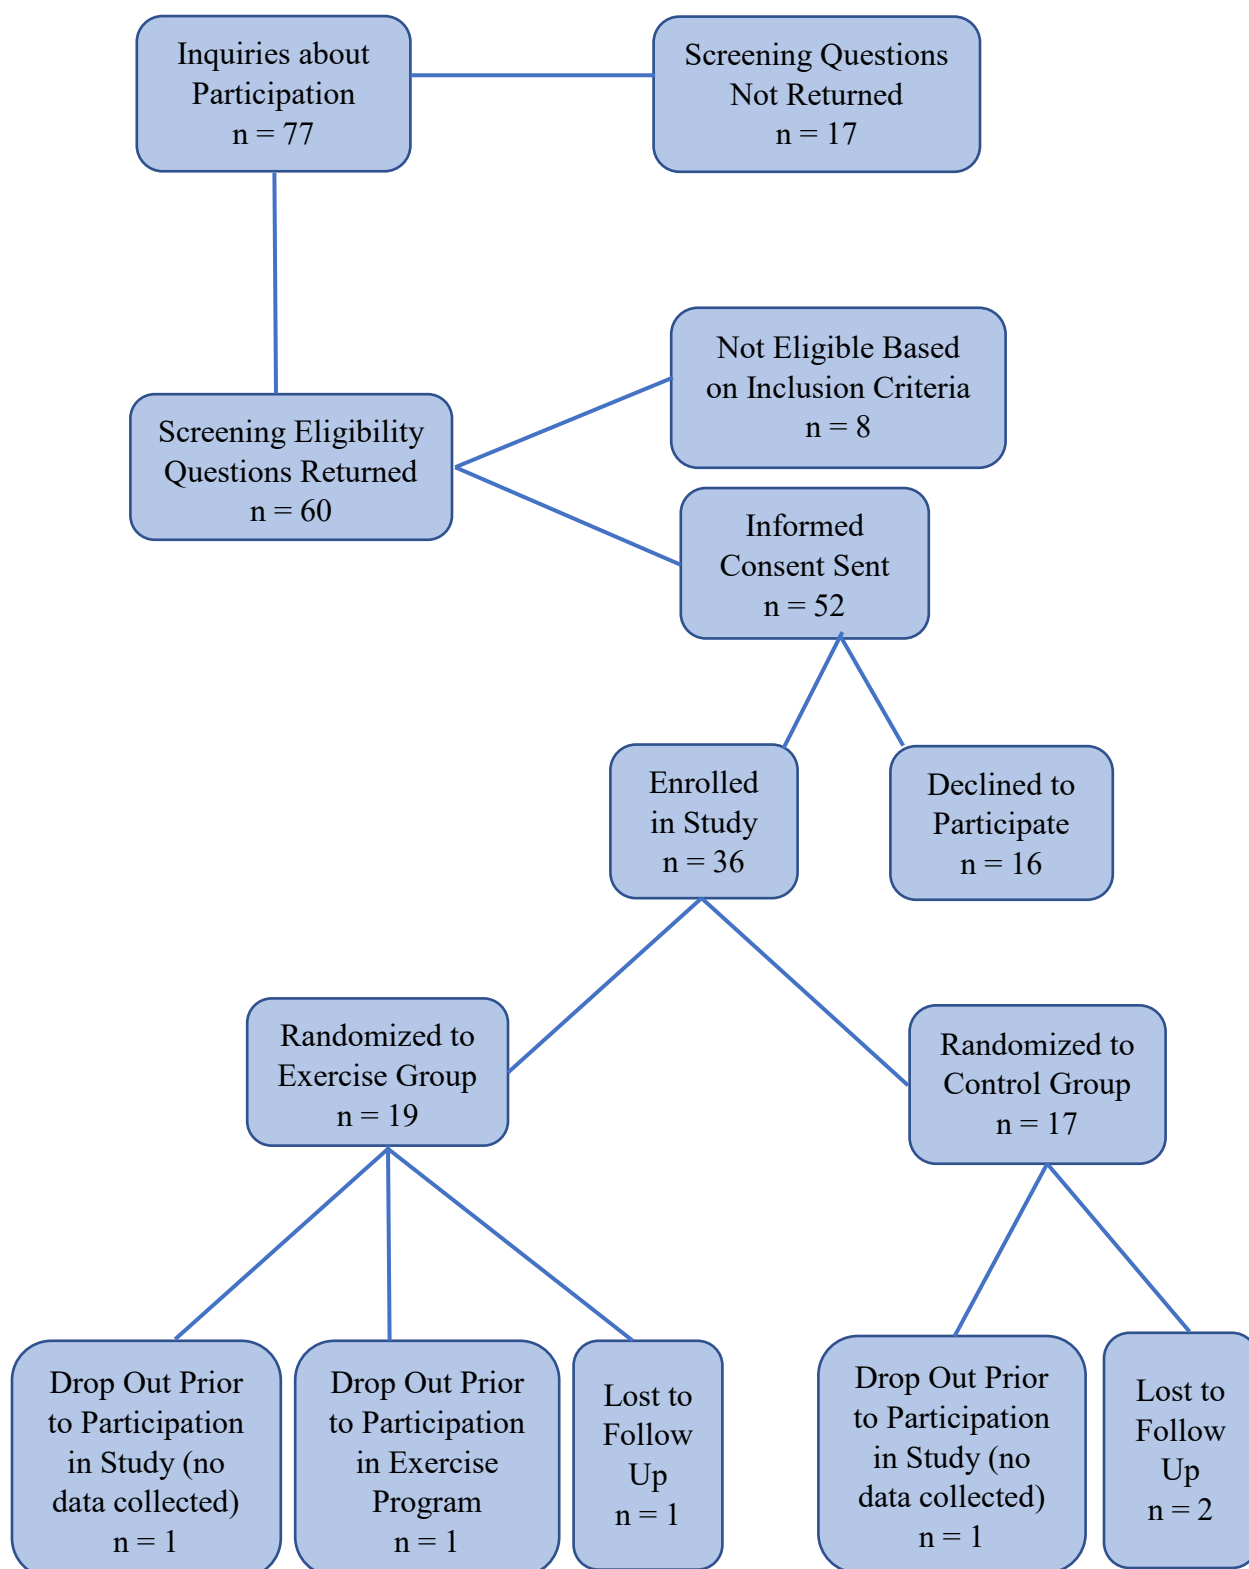 Inquiries about
Participation
n = 77
Screening Questions
Not Returned
n = 17
Not Eligible Based
on Inclusion Criteria
n = 8
Screening Eligibility
Questions Returned
n = 60
Informed
Consent Sent
n = 52
Enrolled
in Study
n = 36
Declined to
Participate
n = 16
Randomized to
Exercise Group
n = 19
Randomized to
Control Group
n = 17
Drop Out Prior
to Participation
in Study (no
data collected)
n = 1
Drop Out Prior
to Participation
in Exercise
Program
n = 1
Lost to
Follow
Up
n = 1
Drop Out Prior
to Participation
in Study (no
data collected)
n = 1
Lost to
Follow
Up
n = 2